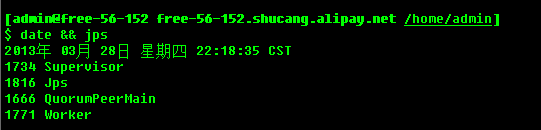 [admin@free-56-152 free-56-152.shucang.alipay.net /home/admin]
$ date && jps
2013年 03月 28日 星期四 22:18:35 CST
1734 Supervisor
1816 Jps
1666 QuorumPeerMain
1771 Worker